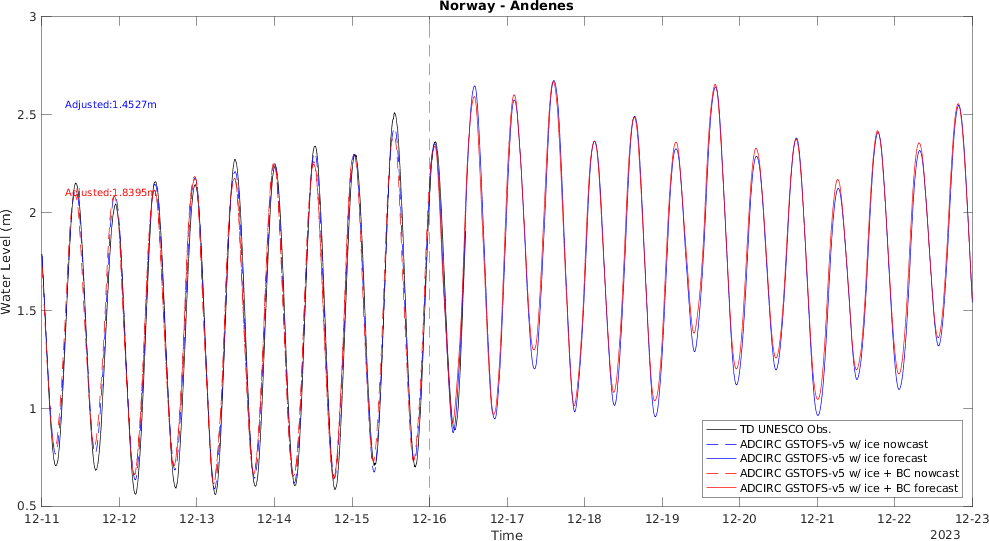 Norway - Andenes
3
2.5
2
1.5
1
0.5
Water Level (m)
Adjusted:1.4527m
Adjusted:1.8395m
TD UNESCO Obs.
ADCIRC GSTOFS-v5 w/ ice nowcast
ADCIRC GSTOFS-v5 w/ ice forecast
ADCIRC GSTOFS-v5 w/ ice + BC nowcast
ADCIRC GSTOFS-v5 w/ ice + BC forecast
12-11 12-12 12-13 12-14 12-15 12-16 12-17 12-18 12-19 12-20 12-21 12-22 12-23
Time
2023